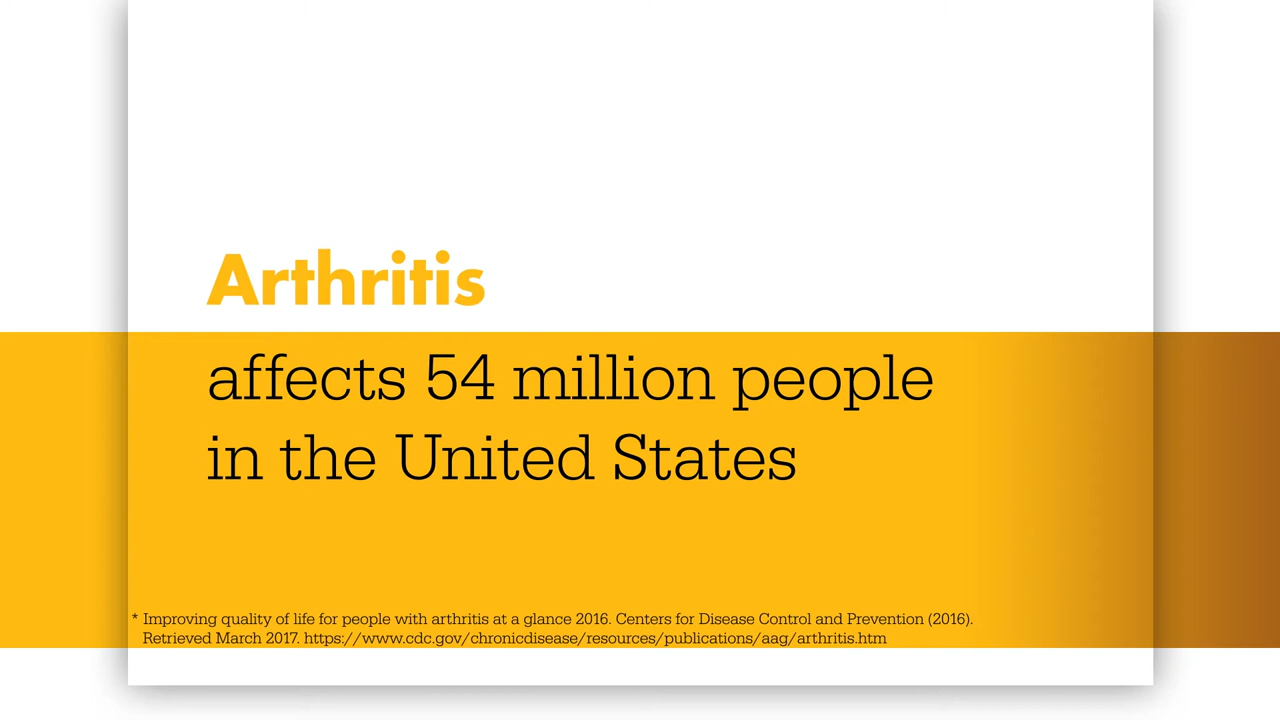 Arthritis
affects 54 million people
in the United States
* Improving quality of life for people with arthritis at a glance 2016. Centers for Disease Control and Prevention (2016).
Retrieved March 2017. https://www.cdc.gov/chronicdisease/resources/publications/aag/arthritis.htm